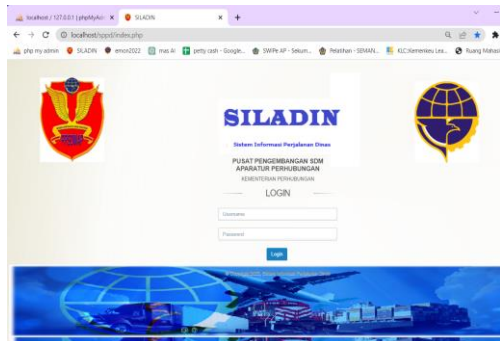 localhost / 127.0.0.1 | phpMyAdm
SILADIN
localhost/sppd/index.php
php my admin
SILADIN
emon2022
mas AI
petty cash - Google...
SWIPe AP - Sekum...
Pelatihan - SEMAN...
KLC:Kemenkeu Lea...
Ruang Mahasi
SILADIN
Sistem Informasi Perjalanan Dinas
PUSAT PENGEMBANGAN SDM
APARATUR PERHUBUNGAN
KEMENTERIAN PERHUBUNGAN
LOGIN
Username
Password
Login